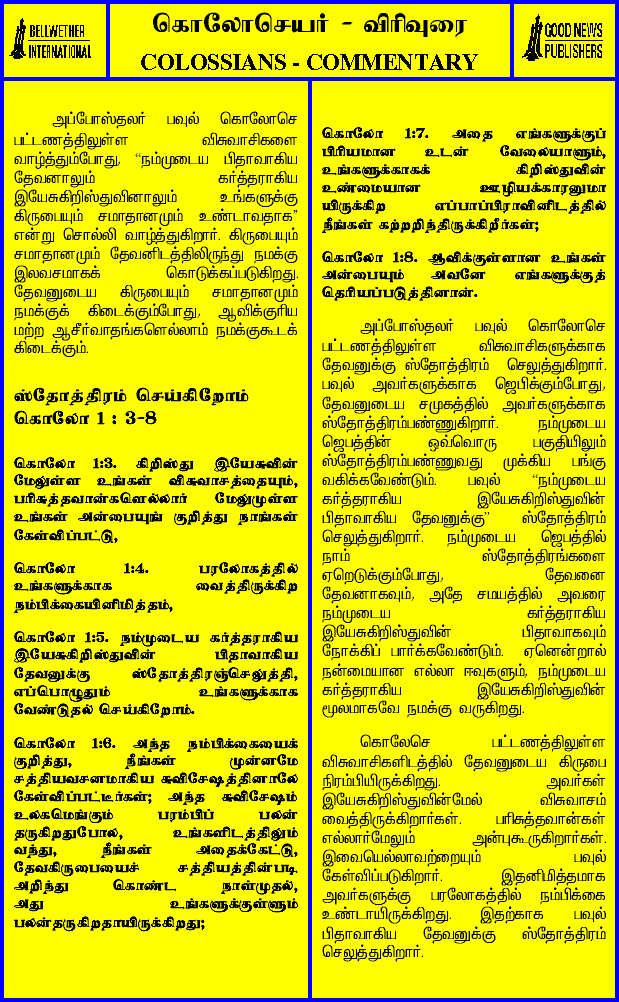 BELLWETHER
INTERNATIONAL
கொலோசெயர் - விரிவுரை
COLOSSIANS - COMMENTARY
GOOD NEWS
PUBLISHERS
அப்போஸ்தலர் பவுல் கொலோசெ
பட்டணத்திலுள்ள விசுவாசிகளை
வாழ்த்தும்போது, “நம்முடைய பிதாவாகிய
தேவனாலும் கர்த்தராகிய
இயேசுகிறிஸ்துவினாலும் உங்களுக்கு
கிருபையும் சமாதானமும் உண்டாவதாக”
என்று சொல்லி வாழ்த்துகிறார். கிருபையும்
சமாதானமும் தேவனிடத்திலிருந்து நமக்கு
இலவசமாகக் கொடுக்கப்படுகிறது.
தேவனுடைய கிருபையும் சமாதானமும்
நமக்குக் கிடைக்கும்போது, ஆவிக்குரிய
மற்ற ஆசீர்வாதங்களெல்லாம் நமக்குகூடக்
கிடைக்கும்.
ஸ்தோத்திரம் செய்கிறோம்
கொலோ 1 : 3-8
கொலோ 1:3. கிறிஸ்து இயேசுவின்
மேலுள்ள உங்கள் விசுவாசத்தையும்,
பரிசுத்தவான்களெல்லார் மேலுமுள்ள
உங்கள் அன்பையுங் குறித்து நாங்கள்
கேள்விப்பட்டு,
கொலோ 1:4. பரலோகத்தில்
உங்களுக்காக வைத்திருக்கிற
நம்பிக்கையினிமித்தம்,
கொலோ 1:5. நம்முடைய கர்த்தராகிய
இயேசுகிறிஸ்துவின் பிதாவாகிய
தேவனுக்கு ஸ்தோத்திரஞ்செலுத்தி,
எப்பொழுதும் உங்களுக்காக
வேண்டுதல் செய்கிறோம்.
கொலோ 1:6. அந்த நம்பிக்கையைக்
குறித்து, நீங்கள் முன்னமே
சத்தியவசனமாகிய சுவிசேஷத்தினாலே
கேள்விப்பட்டீர்கள்; அந்த சுவிசேஷம்
உலகமெங்கும் பரம்பிப் பலன்
தருகிறதுபோல, உங்களிடத்திலும்
வந்து, நீங்கள் அதைக்கேட்டு,
தேவகிருபையைச் சத்தியத்தின்படி
அறிந்து கொண்ட நாள்முதல்,
அது உங்களுக்குள்ளும்
பலன்தருகிறதாயிருக்கிறது;
கொலோ 1:7. அதை எங்களுக்குப்
பிரியமான உடன் வேலையாளும்,
உங்களுக்காகக் கிறிஸ்துவின்
உண்மையான ஊழியக்காரனுமா
யிருக்கிற எப்பாப்பிராவினிடத்தில்
நீங்கள் கற்றறிந்திருக்கிறீர்கள்;
கொலோ 1:8. ஆவிக்குள்ளான உங்கள்
அன்பையும் அவனே எங்களுக்குத்
தெரியப்படுத்தினான்.
அப்போஸ்தலர் பவுல் கொலோசெ
பட்டணத்திலுள்ள விசுவாசிகளுக்காக
தேவனுக்கு ஸ்தோத்திரம் செலுத்துகிறார்.
பவுல் அவர்களுக்காக ஜெபிக்கும்போது,
தேவனுடைய சமுகத்தில் அவர்களுக்காக
ஸ்தோத்திரம்பண்ணுகிறார். நம்முடைய
ஜெபத்தின் ஒவ்வொரு பகுதியிலும்
ஸ்தோத்திரம்பண்ணுவது முக்கிய பங்கு
வகிக்கவேண்டும். பவுல் “நம்முடைய
கர்த்தராகிய இயேசுகிறிஸ்துவின்
பிதாவாகிய தேவனுக்கு” ஸ்தோத்திரம்
செலுத்துகிறார். நம்முடைய ஜெபத்தில்
நாம் ஸ்தோத்திரங்களை
ஏறெடுக்கும்போது, தேவனை
தேவனாகவும், அதே சமயத்தில் அவரை
நம்முடைய கர்த்தராகிய
இயேசுகிறிஸ்துவின் பிதாவாகவும்
நோக்கிப் பார்க்கவேண்டும். ஏனென்றால்
நன்மையான எல்லா ஈவுகளும், நம்முடைய
கர்த்தராகிய இயேசுகிறிஸ்துவின்
மூலமாகவே நமக்கு வருகிறது.
கொலெசெ பட்டணத்திலுள்ள
விசுவாசிகளிடத்தில் தேவனுடைய கிருபை
நிரம்பியிருக்கிறது. அவர்கள்
இயேசுகிறிஸ்துவின்மேல் விசுவாசம்
வைத்திருக்கிறார்கள். பரிசுத்தவான்கள்
எல்லார்மேலும் அன்புகூருகிறார்கள்.
இவையெல்லாவற்றையும் பவுல்
கேள்விப்படுகிறார். இதனிமித்தமாக
அவர்களுக்கு பரலோகத்தில் நம்பிக்கை
உண்டாயிருக்கிறது. இதற்காக பவுல்
பிதாவாகிய தேவனுக்கு ஸ்தோத்திரம்
செலுத்துகிறார்.